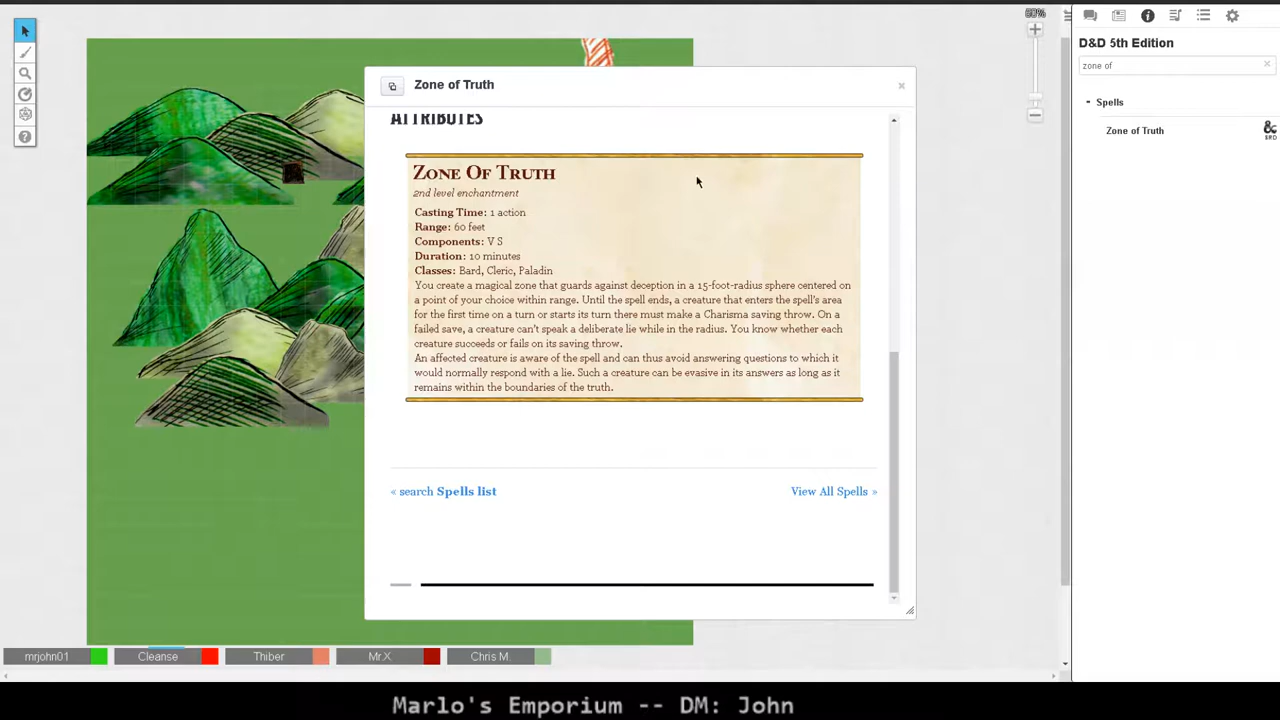 80%
D&D 5th Edition
zone of
Spells
Zone of Truth
SRD
Zone of Truth
ATTRIBUTES
Zone Of Truth
2nd level enchantment
Casting Time: 1 action
Range: 60 feet
Components: V S
Duration: 10 minutes
Classes: Bard, Cleric, Paladin
You create a magical zone that guards against deception in a 15-foot-radius sphere centered on
a point of your choice within range. Until the spell ends, a creature that enters the spell's area
for the first time on a turn or starts its turn there must make a Charisma saving throw. On a
failed save, a creature can't speak a deliberate lie while in the radius. You know whether each
creature succeeds or fails on its saving throw.
An affected creature is aware of the spell and can thus avoid answering questions to which it
would normally respond with a lie. Such a creature can be evasive in its answers as long as it
remains within the boundaries of the truth.
« search Spells list
View All Spells »
mrjohn01
Cleanse
Thiber
Mr.X
Chris M.
Marlo's Emporium -- DM: John